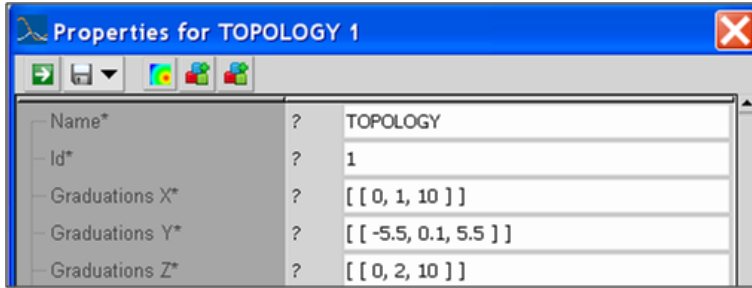 Properties for TOPOLOGY 1
Name* ? TOPOLOGY
Id* ? 1
Graduations X* ? [ [ 0, 1, 10 ] ]
Graduations Y* ? [ [ -5.5, 0.1, 5.5 ] ]
Graduations Z* ? [ [ 0, 2, 10 ] ]